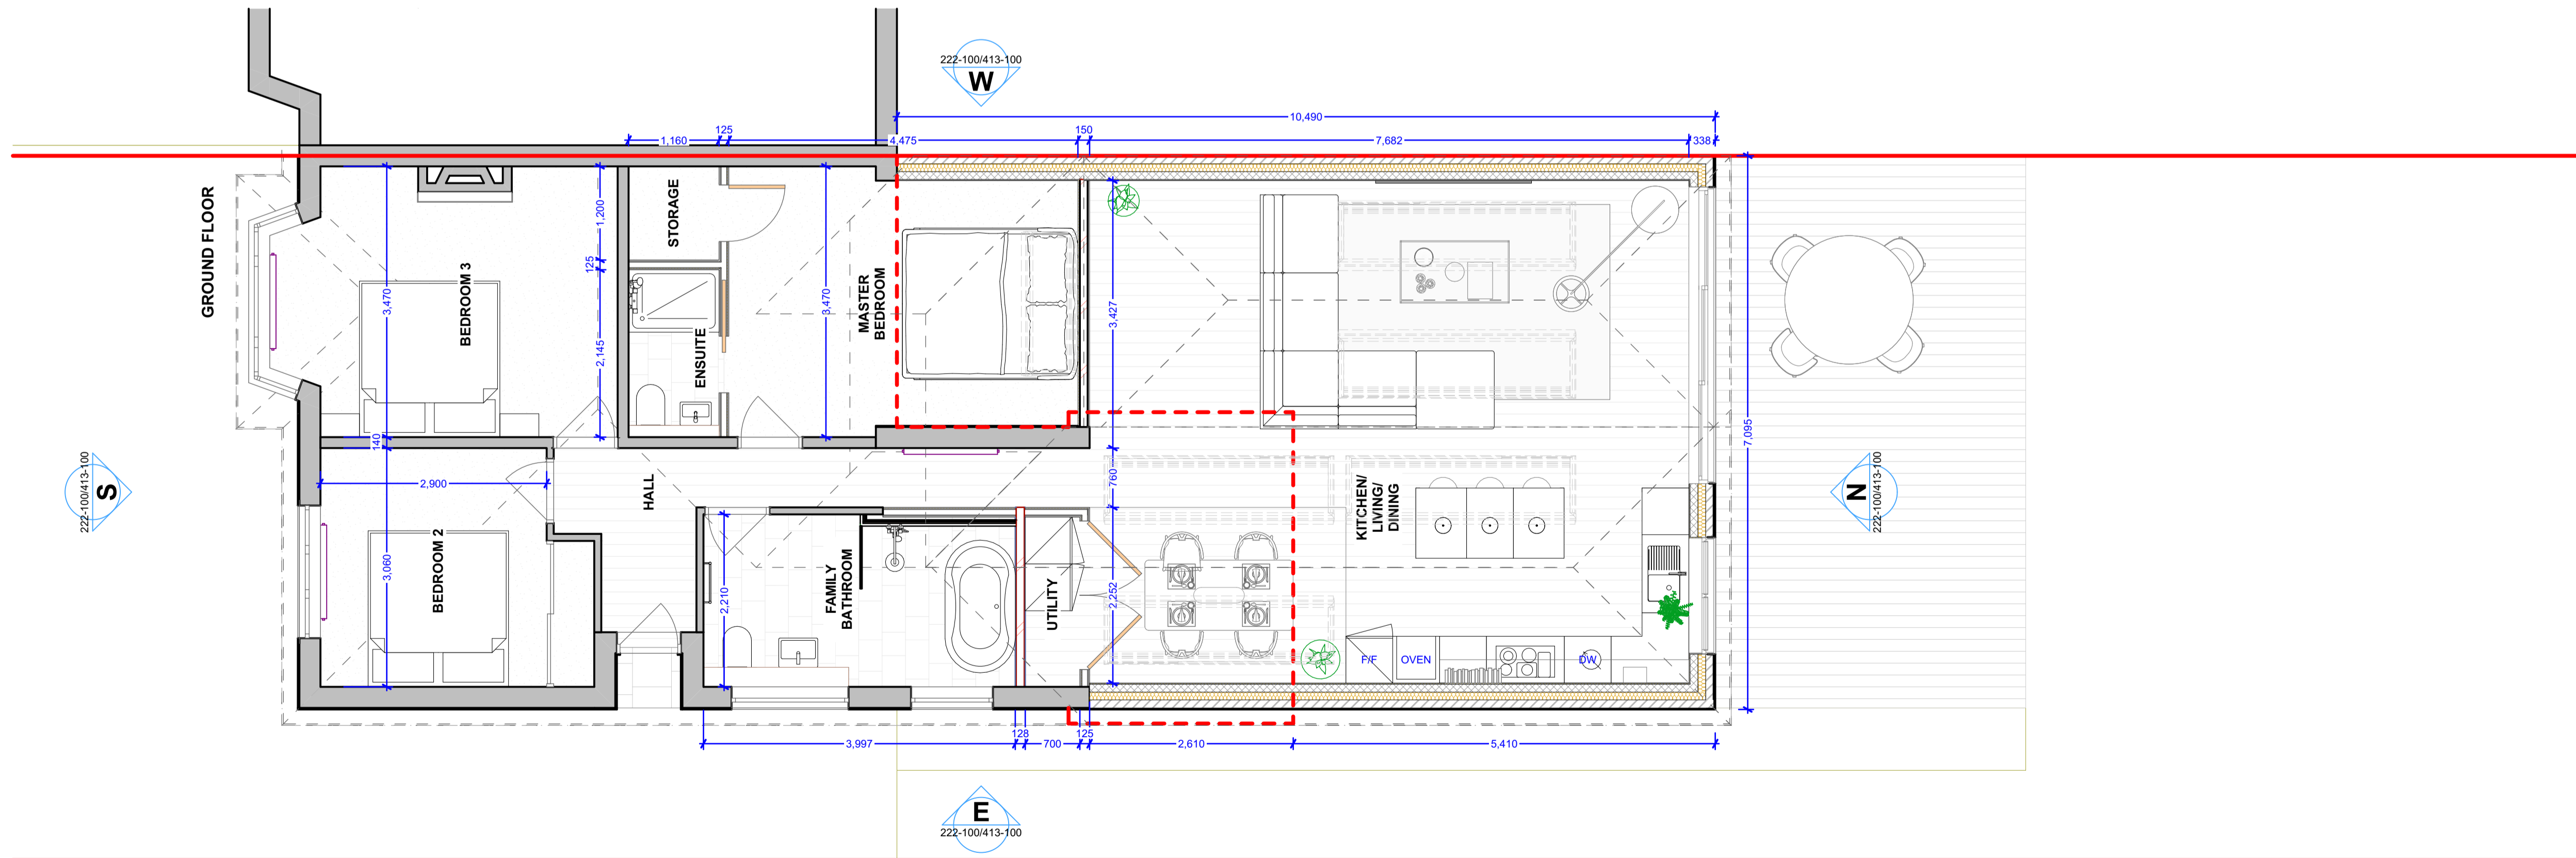 222-100/413-100
W
10,490
125
150
1,160
4,475
7,682
338
GROUND FLOOR
STORAGE
1,200
125
BEDROOM 3
3,470
3,470
MASTER
BEDROOM
3,427
2,145
ENSUITE
140
7,095
222-100/413-100
S
2,900
HALL
760
KITCHEN/
LIVING/
DINING
N
222-100/413-100
BEDROOM 2
3,060
2,210
FAMILY
BATHROOM
UTILITY
2,252
F/F
OVEN
DW
128
125
3,997
700
2,610
5,410
E
222-100/413-100